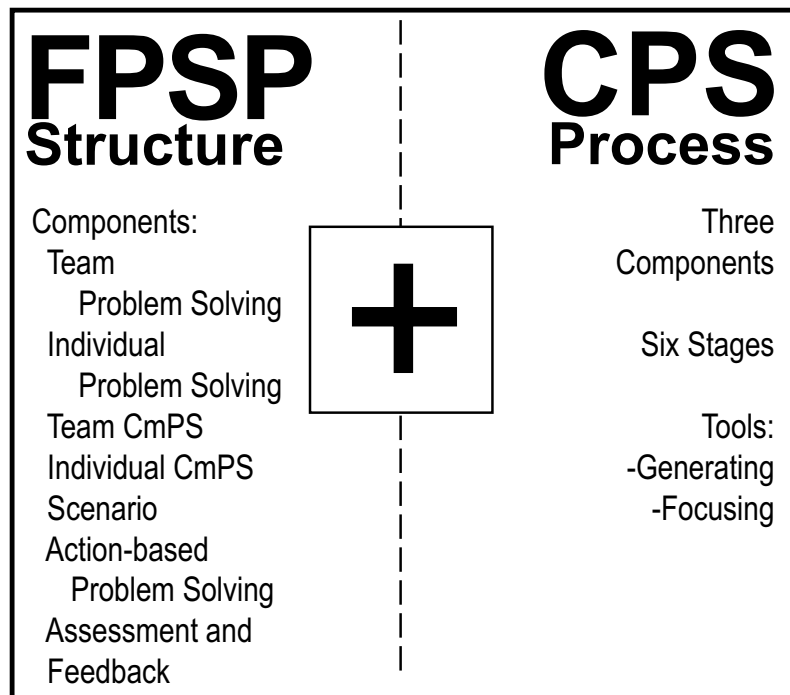 FPSP
Structure
Components:
Team
Problem Solving
Individual
Problem Solving
Team CmPS
Individual CmPS
Scenario
Action-based
Problem Solving
Assessment and
Feedback
+
CPS
Process
Three
Components
Six Stages
Tools:
-Generating
-Focusing